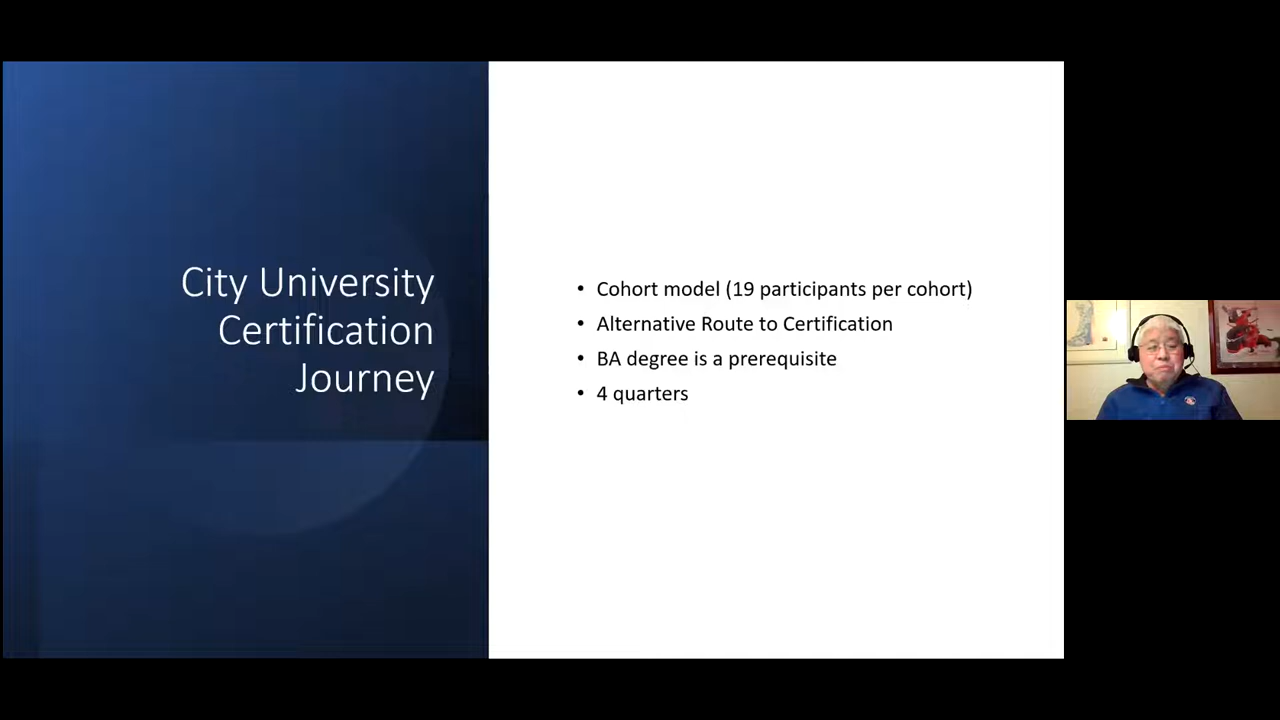 City University
Certification
Journey
• Cohort model (19 participants per cohort)
• Alternative Route to Certification
• BA degree is a prerequisite
• 4 quarters